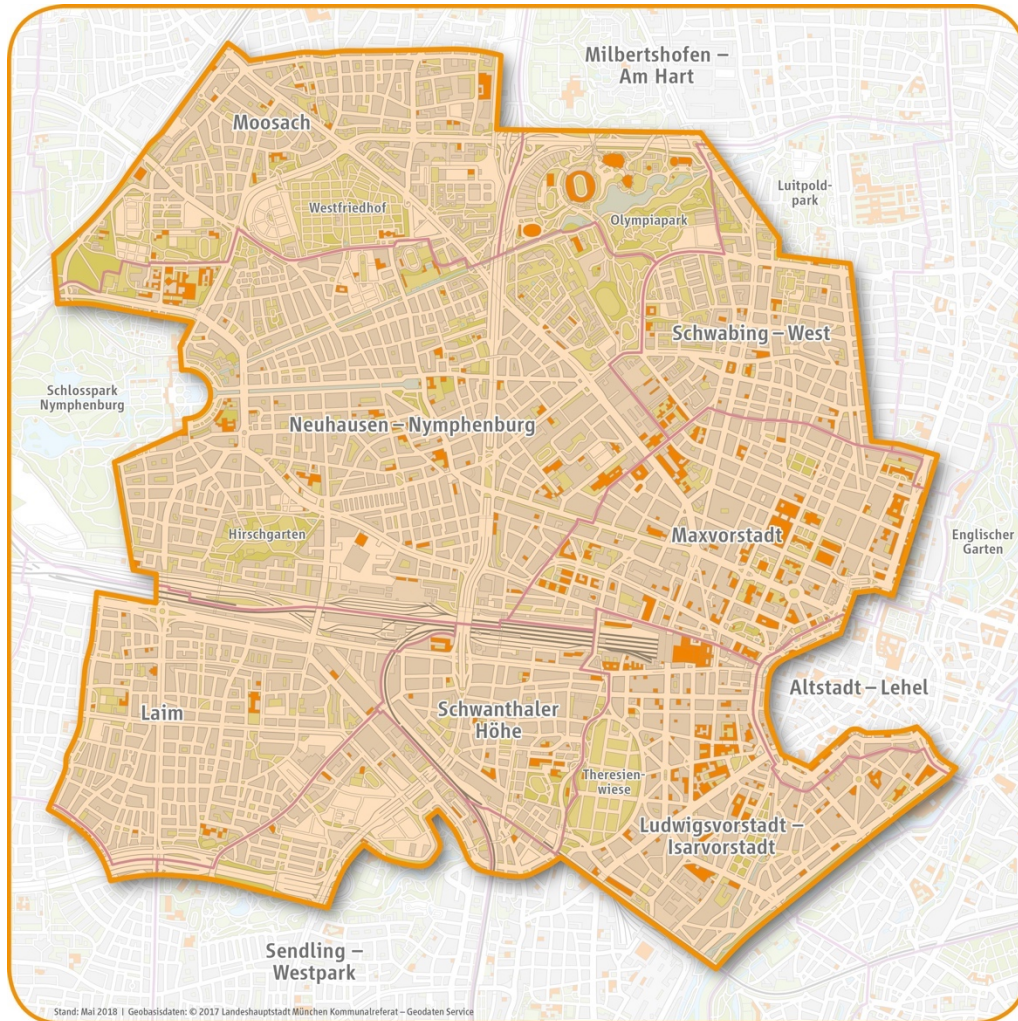 Milbertshofen –
Am Hart
Moosach
Luitpold-
park
Westfriedhof
Olympiapark
Schwabing – West
Schlosspark
Nymphenburg
Neuhausen – Nymphenburg
Hirschgarten
Maxvorstadt
Englischer
Garten
Altstadt – Lehel
Laim
Schwanthaler
Höhe
Theresien-
wiese
Ludwigsvorstadt –
Isarvorstadt
Sendling –
Westpark
Stand: Mai 2018 | Geobasisdaten: © 2017 Landeshauptstadt München Kommunalreferat – Geodaten Service